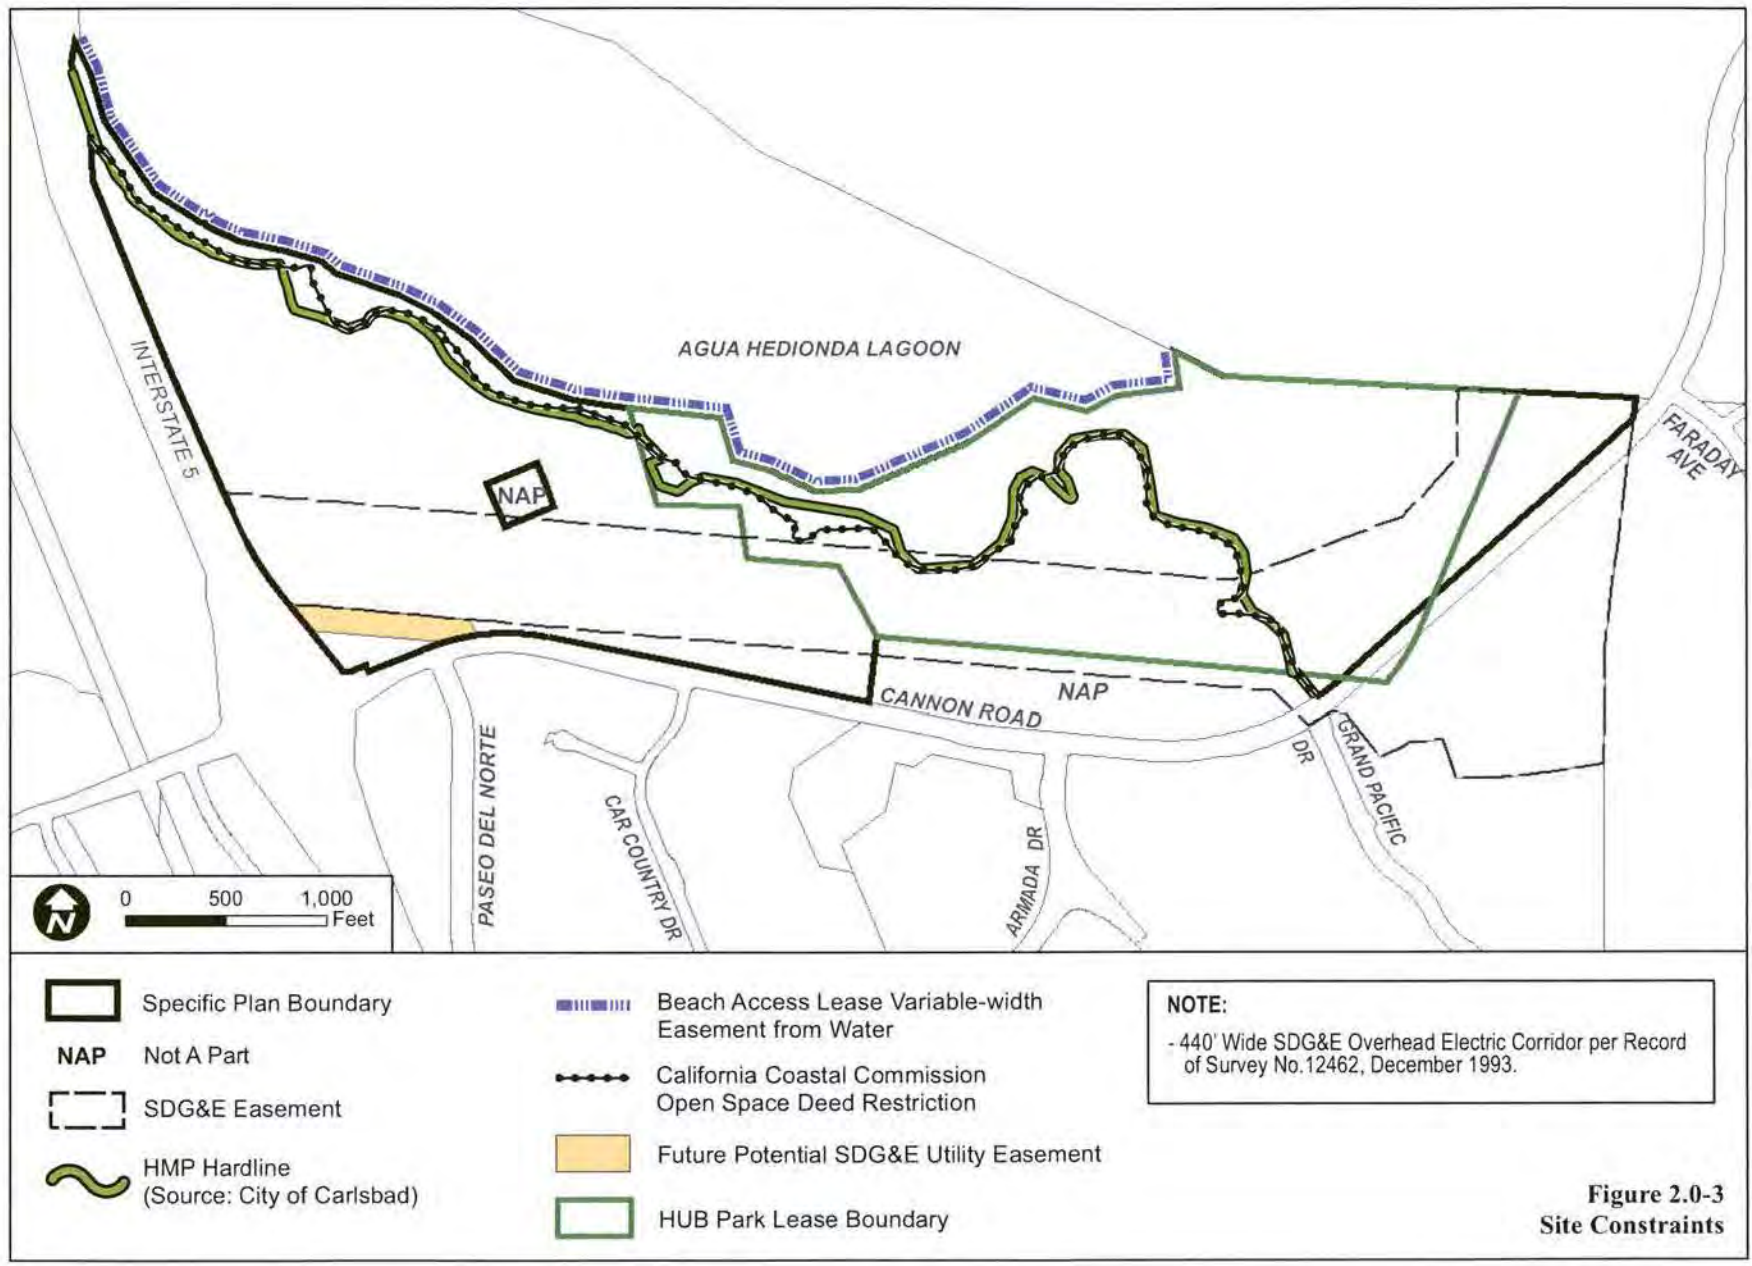 AGUA HEDIONDA LAGOON
INTERSTATE 5
NAP
FARADAY
AVE
NAP
CANNON ROAD
PASEO DEL NORTE
CAR COUNTRY DR
ARMADA DR
DR
GRAND PACIFIC
N
0 500 1,000
Feet
Specific Plan Boundary
NAP Not A Part
SDG&E Easement
HMP Hardline
(Source: City of Carlsbad)
Beach Access Lease Variable-width
Easement from Water
California Coastal Commission
Open Space Deed Restriction
Future Potential SDG&E Utility Easement
HUB Park Lease Boundary
NOTE:
- 440' Wide SDG&E Overhead Electric Corridor per Record
of Survey No.12462, December 1993.
Figure 2.0-3
Site Constraints